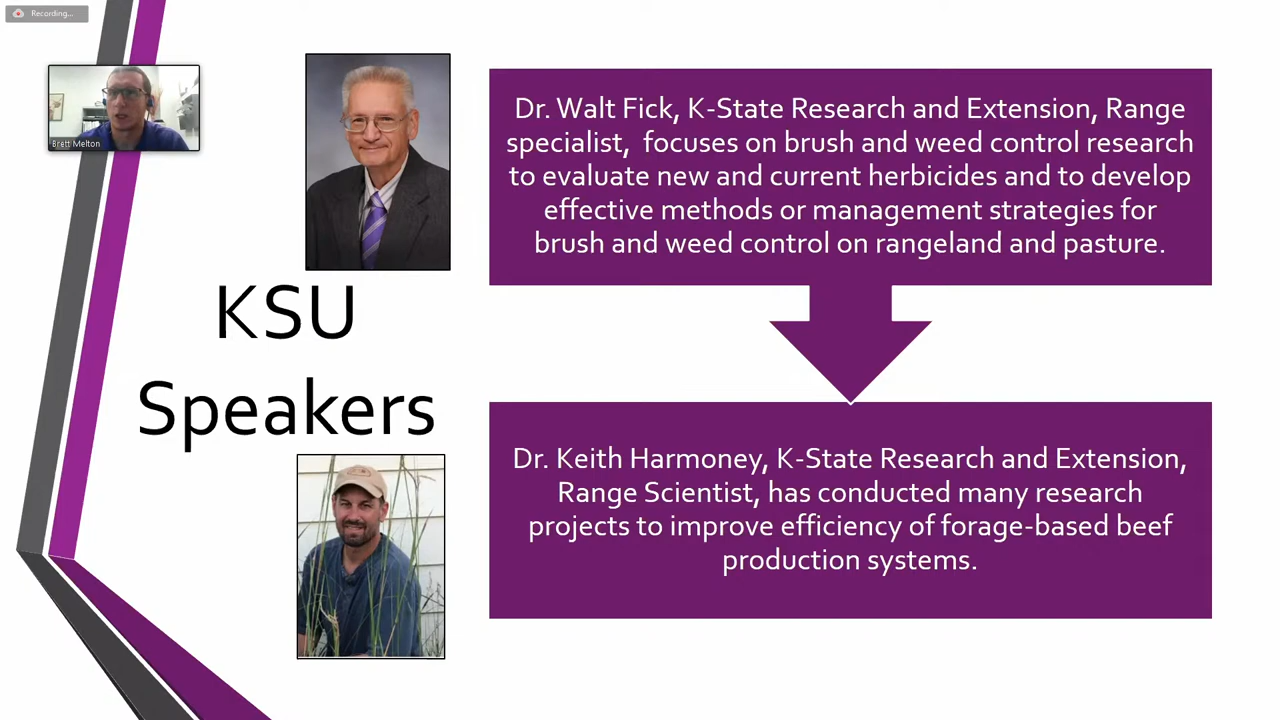 Recording...
Brett Melton
KSU
Speakers
Dr. Walt Fick, K-State Research and Extension, Range
specialist, focuses on brush and weed control research
to evaluate new and current herbicides and to develop
effective methods or management strategies for
brush and weed control on rangeland and pasture.
Dr. Keith Harmoney, K-State Research and Extension,
Range Scientist, has conducted many research
projects to improve efficiency of forage-based beef
production systems.